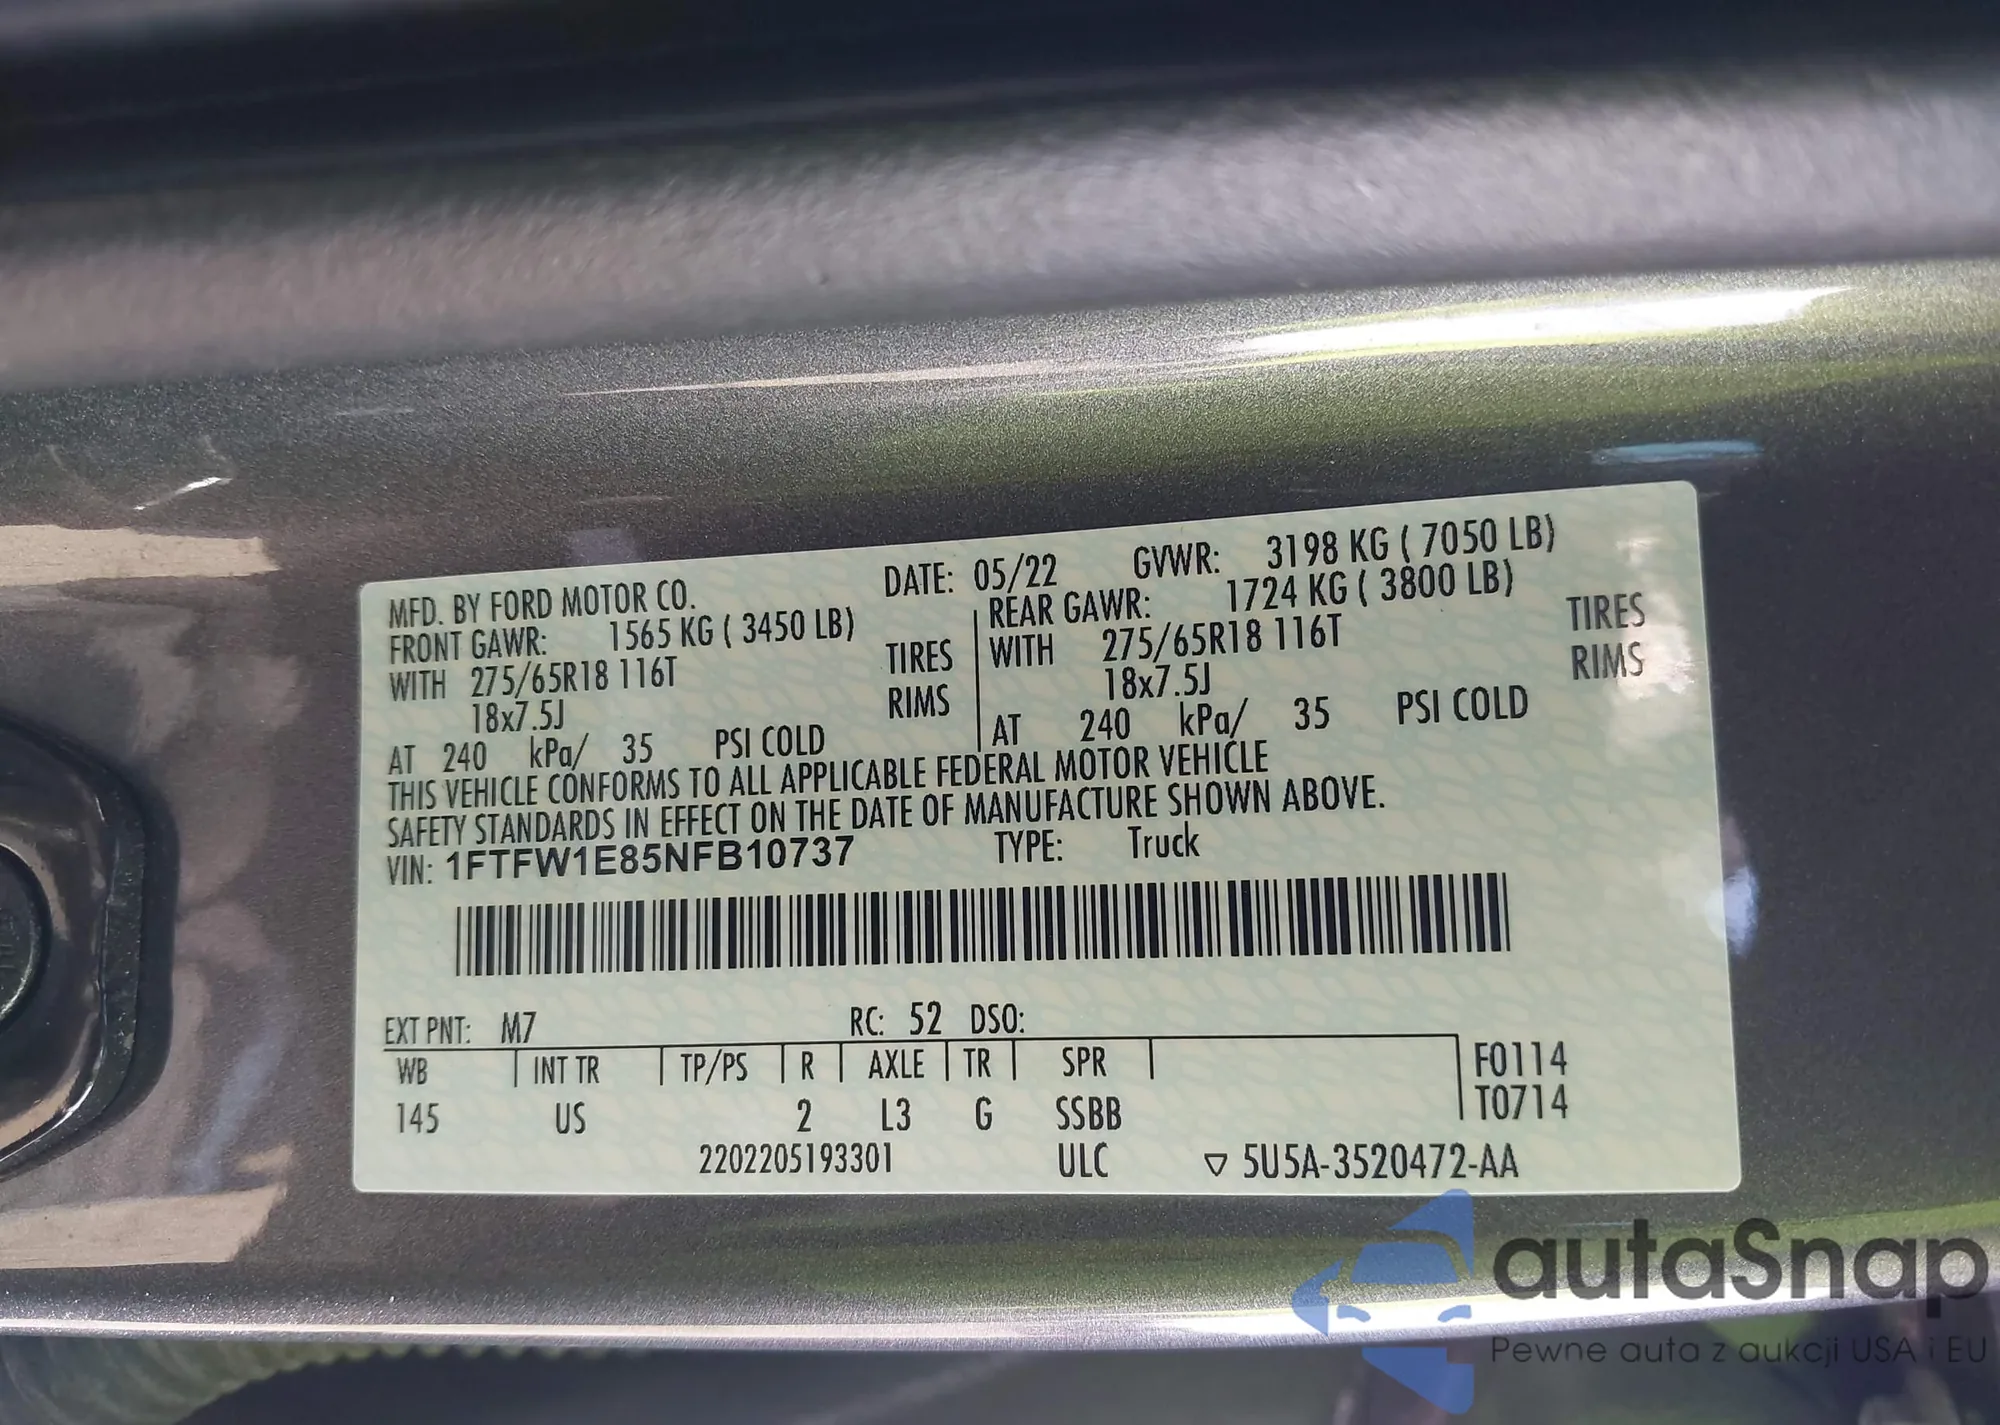 MFD. BY FORD MOTOR CO. DATE: 05/22 GVWR: 3198 KG ( 7050 LB)
FRONT GAWR: 1565 KG ( 3450 LB) REAR GAWR: 1724 KG ( 3800 LB)
WITH 275/65R18 116T TIRES WITH 275/65R18 116T TIRES
18x7.5J RIMS 18x7.5J RIMS
AT 240 kPa/ 35 PSI COLD AT 240 kPa/ 35 PSI COLD
THIS VEHICLE CONFORMS TO ALL APPLICABLE FEDERAL MOTOR VEHICLE
SAFETY STANDARDS IN EFFECT ON THE DATE OF MANUFACTURE SHOWN ABOVE.
VIN: 1FTFW1E85NFB10737 TYPE: Truck
EXT PNT: M7 RC: 52 DSO:
WB INT TR TP/PS R AXLE TR SPR F0114
145 US 2 L3 G SSBB T0714
2202205193301 ULC ▽ 5U5A-3520472-AA
autaSnap
Pewne auta z aukcji USA i EU